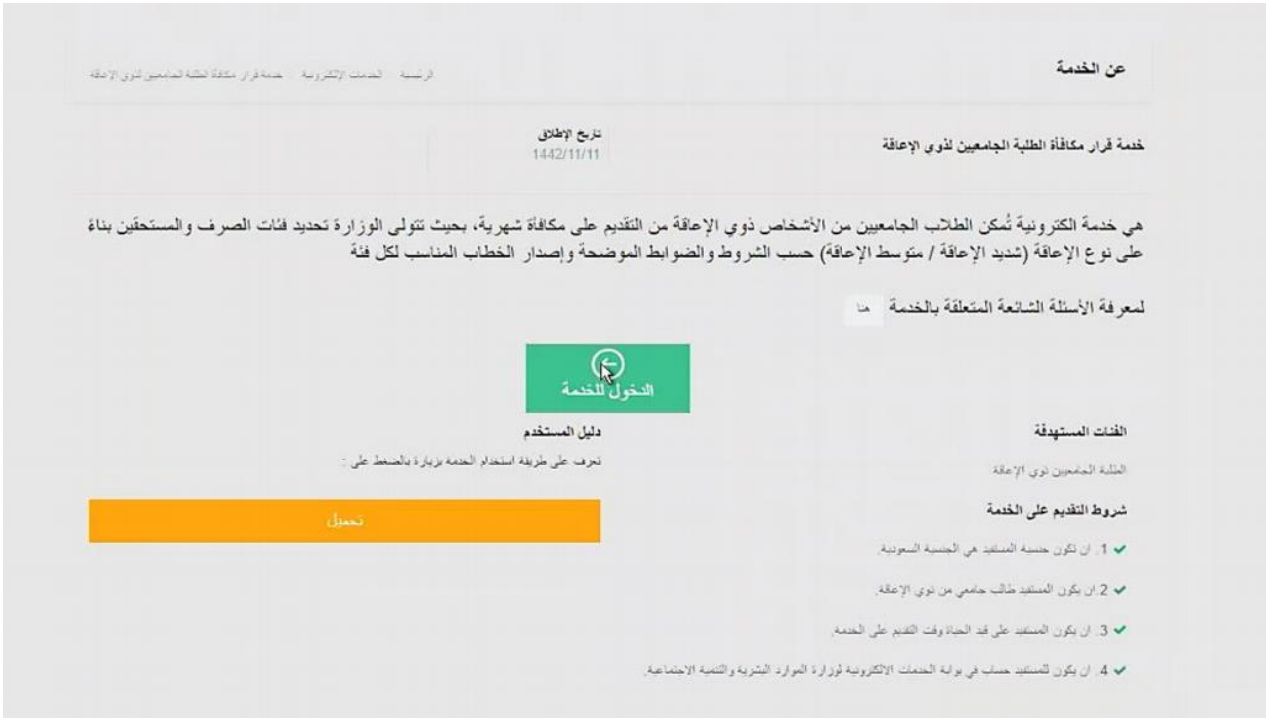 عن الخدمة
الرئيسية / الخدمات الإلكترونية / خدمة قرار مكافأة الطلبة الجامعيين لذوي الإعاقة
خدمة قرار مكافأة الطلبة الجامعيين لذوي الإعاقة
تاريخ الإطلاق
1442/11/11
هي خدمة الكترونية تُمكن الطلاب الجامعيين من الأشخاص ذوي الإعاقة من التقديم على مكافاة شهرية، بحيث تتولى الوزارة تحديد فئات الصرف والمستحقين بناءً
على نوع الإعاقة (شديد الإعاقة / متوسط الإعاقة) حسب الشروط والضوابط الموضحة وإصدار الخطاب المناسب لكل فئة
لمعرفة الأسئلة الشائعة المتعلقة بالخدمة هنا
الدخول للخدمة
الفئات المستهدفة
الطلبة الجامعيين ذوي الإعاقة
شروط التقديم على الخدمة
1. ان تكون جنسية المستفيد هي الجنسية السعودية.
2. ان يكون المستفيد طالب جامعي من ذوي الإعاقة.
3. ان يكون المستفيد على قيد الحياة وقت التقديم على الخدمة.
4. ان يكون للمستفيد حساب في بوابة الخدمات الالكترونية لوزارة الموارد البشرية والتنمية الاجتماعية.
دليل المستخدم
تعرف على طريقة استخدام الخدمة بزيارة بالضغط على :
تحميل